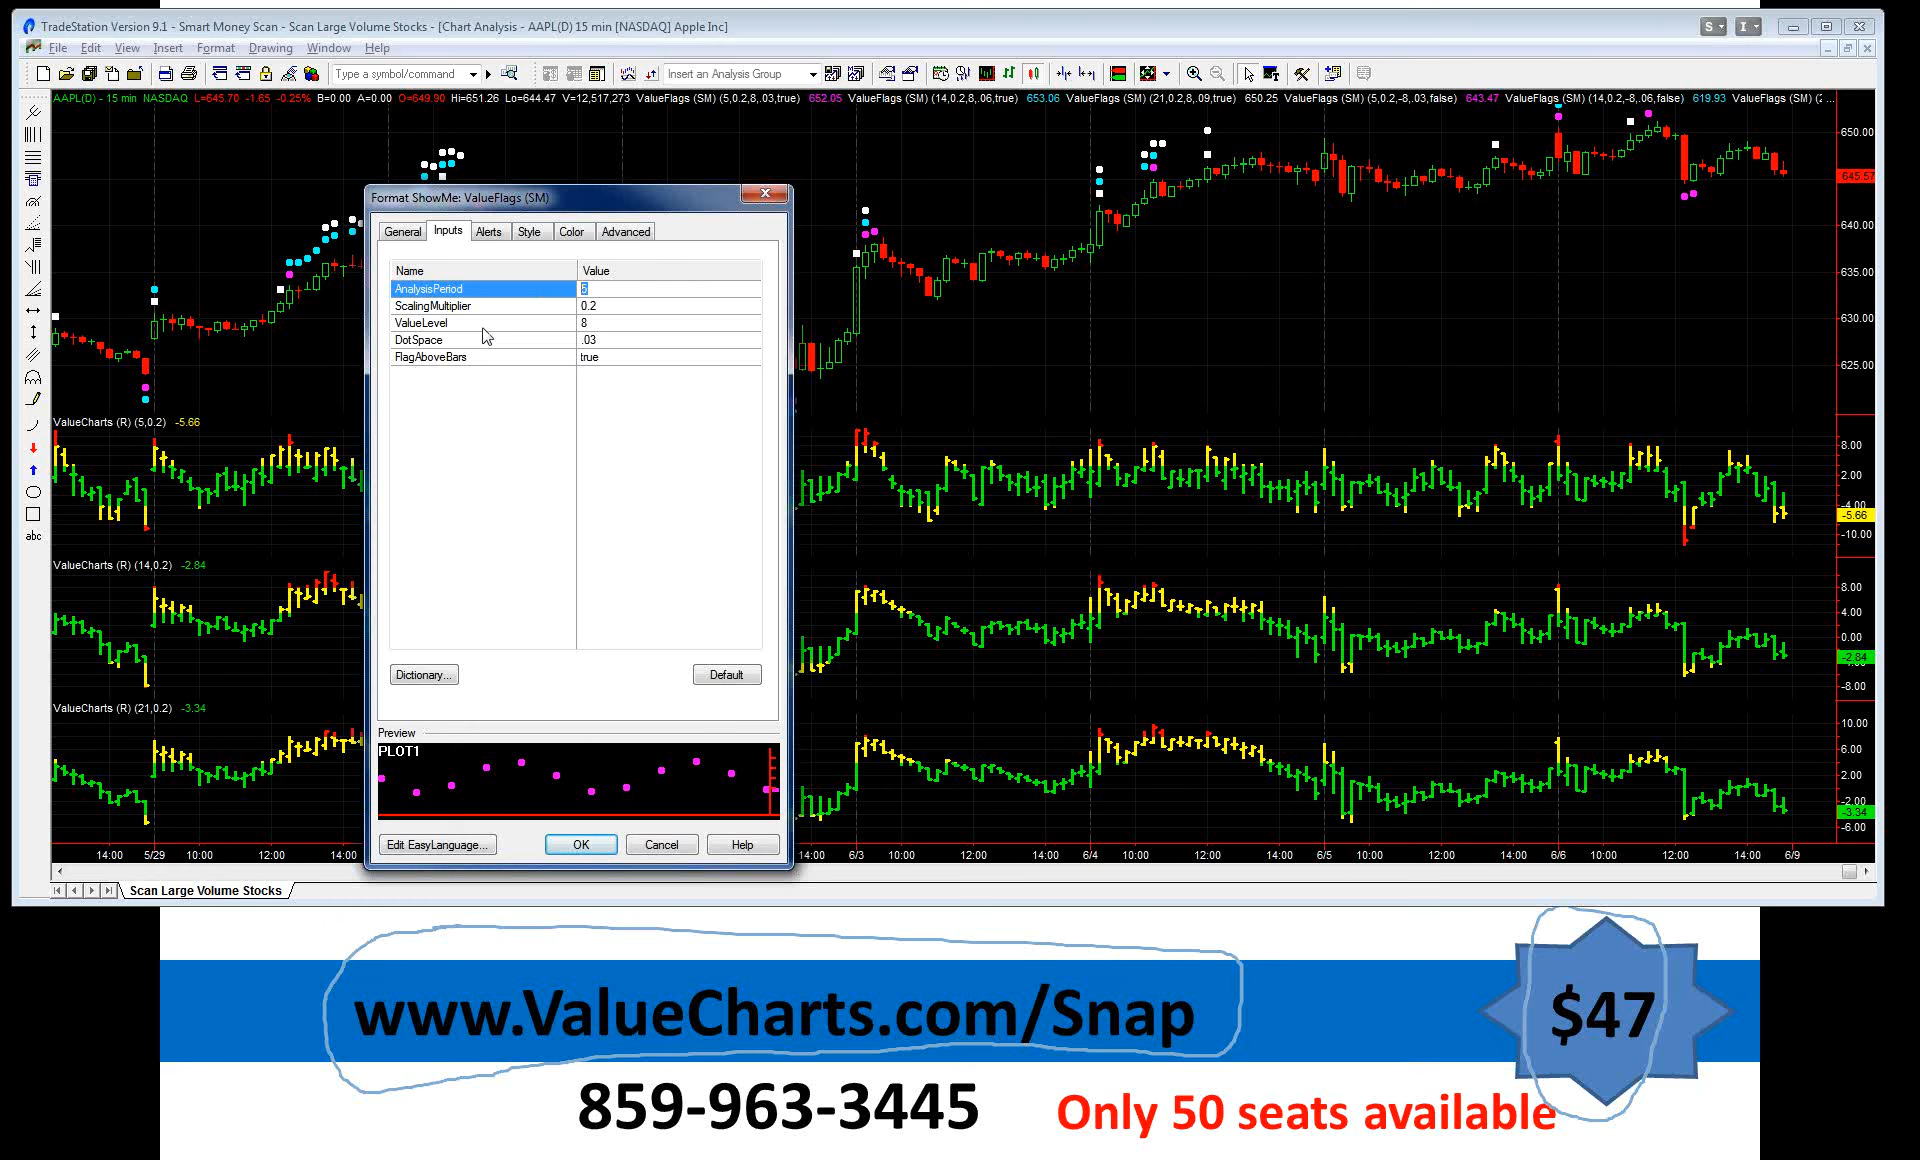 TradeStation Version 9.1 - Smart Money Scan - Scan Large Volume Stocks - [Chart Analysis - AAPL(D) 15 min [NASDAQ] Apple Inc]
S I
File Edit View Insert Format Drawing Window Help
Type a symbol/command Insert an Analysis Group
AAPL(D) - 15 min NASDAQ L=645.70 -1.65 -0.25% B=0.00 A=0.00 O=649.90 Hi=651.26 Lo=644.47 V=12,517,273 ValueFlags (SM) (5,0.2,8,.03,true) 652.05 ValueFlags (SM) (14,0.2,8,.06,true) 653.06 ValueFlags (SM) (21,0.2,8,.09,true) 650.25 ValueFlags (SM) (5,0.2,-8,.03,false) 643.47 ValueFlags (SM) (14,0.2,-8,.06,false) 619.93 ValueFlags (SM) (2 ...
650.00
645.57
640.00
635.00
630.00
625.00
Format ShowMe: ValueFlags (SM)
General Inputs Alerts Style Color Advanced
Name Value
AnalysisPeriod 5
ScalingMultiplier 0.2
ValueLevel 8
DotSpace .03
FlagAboveBars true
Dictionary... Default
Preview
PLOT1
Edit EasyLanguage... OK Cancel Help
abc
ValueCharts (R) (5,0.2) -5.66
8.00
2.00
-4.00
-5.66
-10.00
ValueCharts (R) (14,0.2) -2.84
8.00
4.00
0.00
-2.84
-8.00
ValueCharts (R) (21,0.2) -3.34
10.00
6.00
2.00
-2.00
-3.34
-6.00
14:00 5/29 10:00 12:00 14:00 14:00 6/3 10:00 12:00 14:00 6/4 10:00 12:00 14:00 6/5 10:00 12:00 14:00 6/6 10:00 12:00 14:00 6/9
Scan Large Volume Stocks
www.ValueCharts.com/Snap
$47
859-963-3445
Only 50 seats available